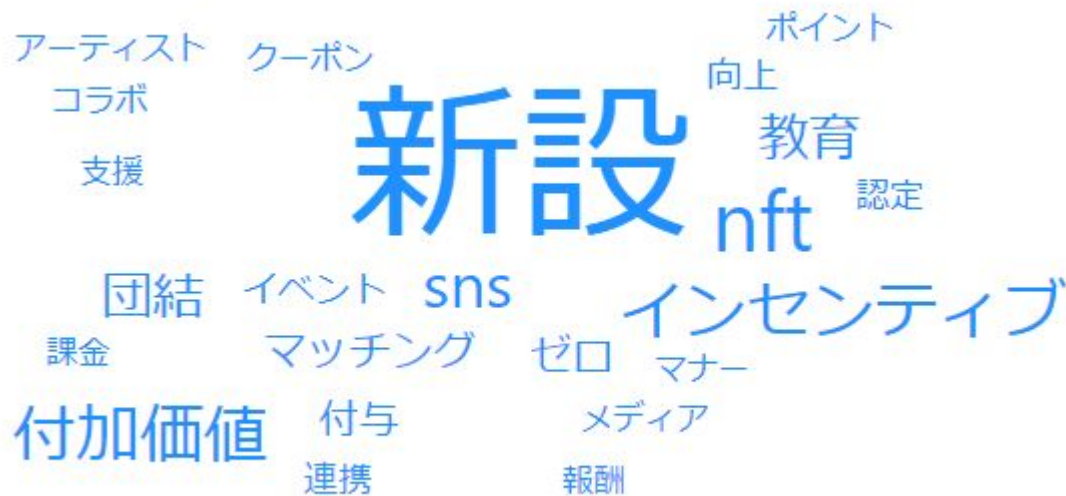 アーティスト
クーポン
ポイント
コラボ
新設
向上
教育
支援
nft
認定
団結
イベント
sns
インセンティブ
課金
マッチング
ゼロ
マナー
付加価値
付与
メディア
連携
報酬